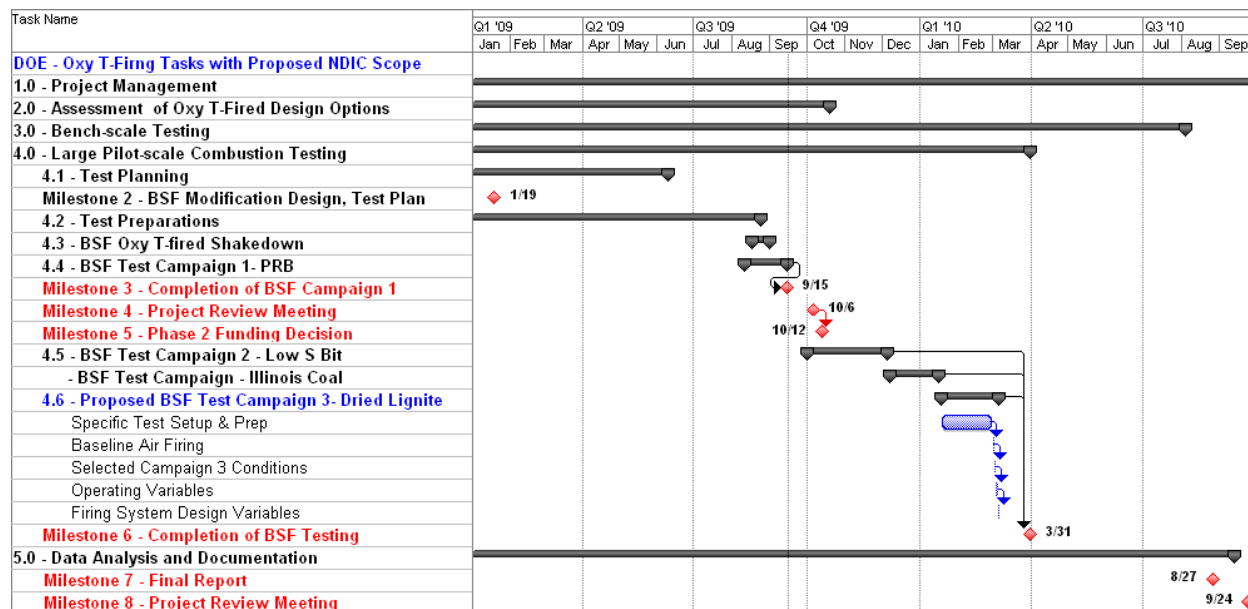 Task Name
Q1 '09 Q2 '09 Q3 '09 Q4 '09 Q1 '10 Q2 '10 Q3 '10
Jan Feb Mar Apr May Jun Jul Aug Sep Oct Nov Dec Jan Feb Mar Apr May Jun Jul Aug Sep
DOE - Oxy T-Firng Tasks with Proposed NDIC Scope
1.0 - Project Management
2.0 - Assessment of Oxy T-Fired Design Options
3.0 - Bench-scale Testing
4.0 - Large Pilot-scale Combustion Testing
4.1 - Test Planning
Milestone 2 - BSF Modification Design, Test Plan 1/19
4.2 - Test Preparations
4.3 - BSF Oxy T-fired Shakedown
4.4 - BSF Test Campaign 1- PRB
Milestone 3 - Completion of BSF Campaign 1 9/15
Milestone 4 - Project Review Meeting 10/6
Milestone 5 - Phase 2 Funding Decision 10/12
4.5 - BSF Test Campaign 2 - Low S Bit
- BSF Test Campaign - Illinois Coal
4.6 - Proposed BSF Test Campaign 3- Dried Lignite
Specific Test Setup & Prep
Baseline Air Firing
Selected Campaign 3 Conditions
Operating Variables
Firing System Design Variables
Milestone 6 - Completion of BSF Testing 3/31
5.0 - Data Analysis and Documentation
Milestone 7 - Final Report 8/27
Milestone 8 - Project Review Meeting 9/24